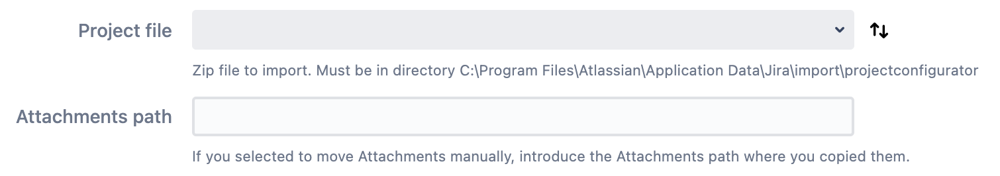 Project file
Zip file to import. Must be in directory C:\Program Files\Atlassian\Application Data\Jira\import\projectconfigurator
Attachments path
If you selected to move Attachments manually, introduce the Attachments path where you copied them.